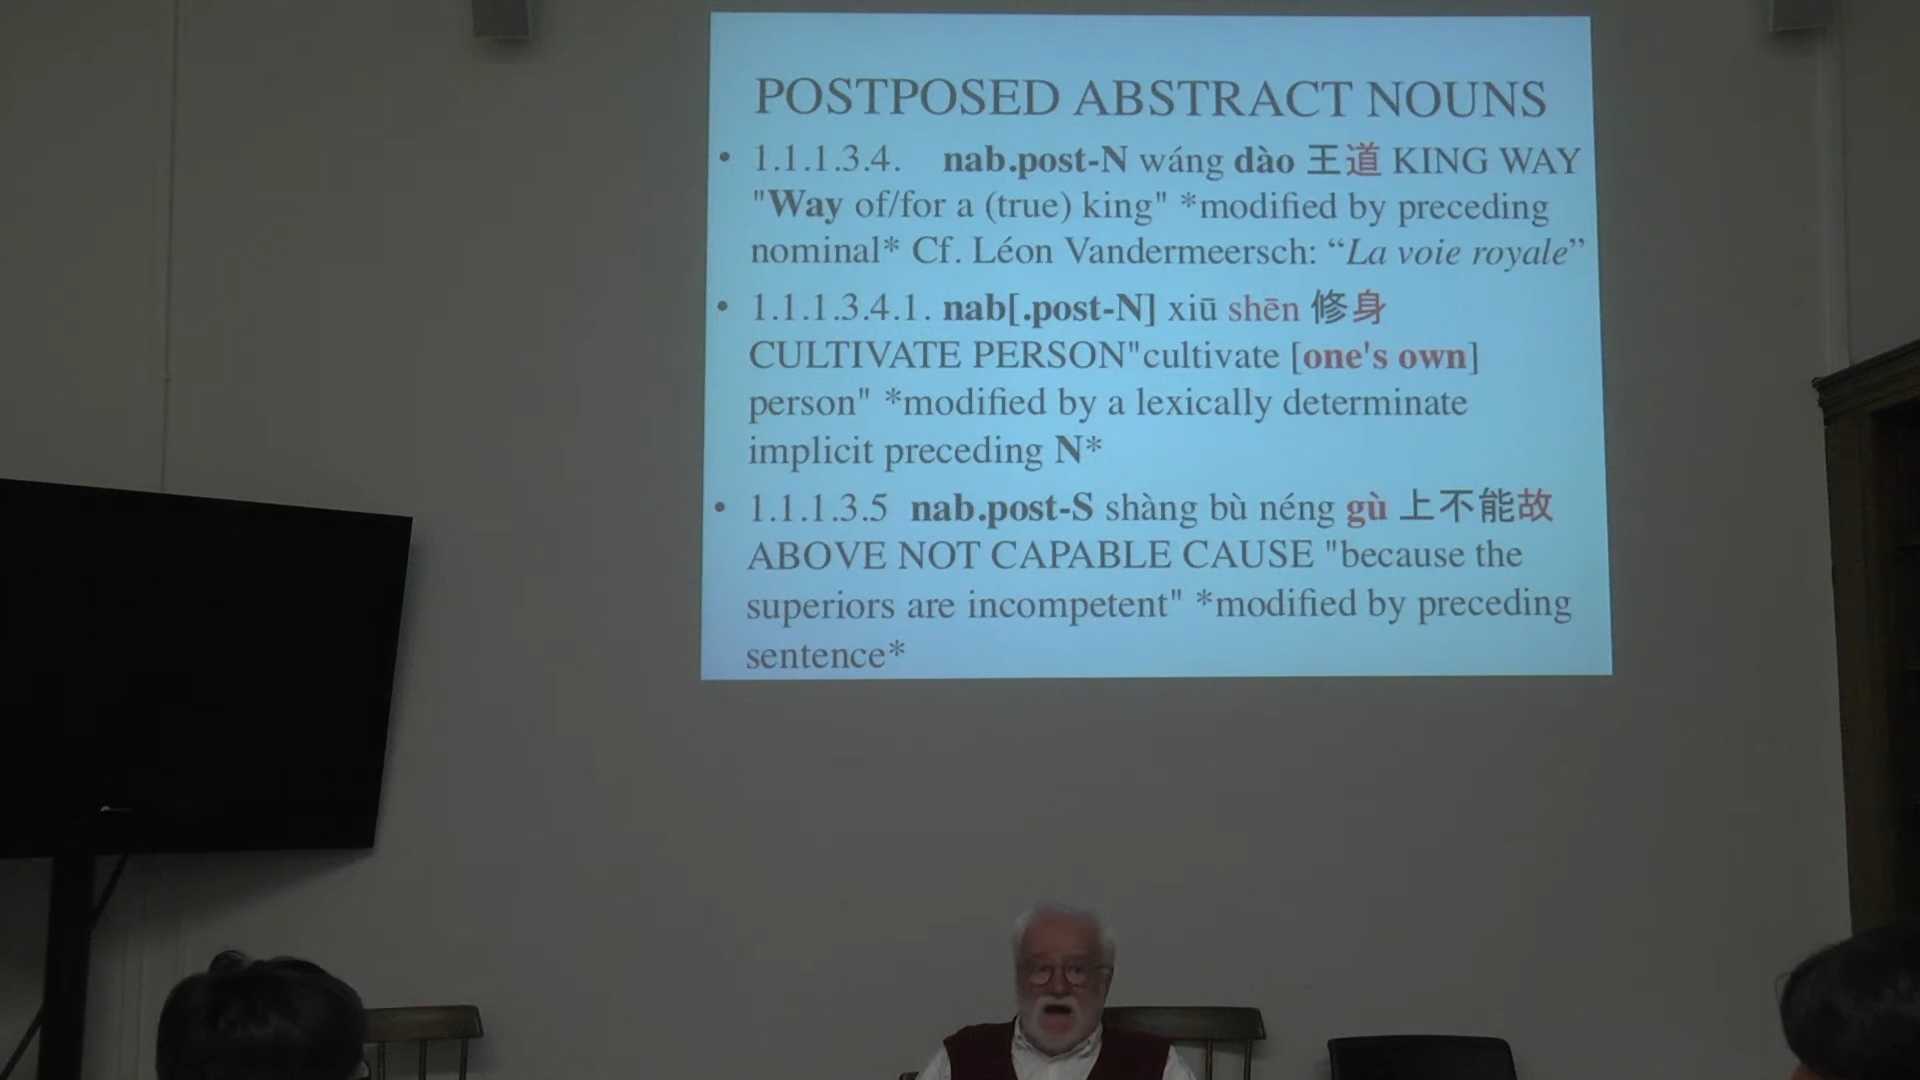 POSTPOSED ABSTRACT NOUNS
• 1.1.1.3.4. nab.post-N wáng dào 王道 KING WAY
"Way of/for a (true) king" *modified by preceding
nominal* Cf. Léon Vandermeersch: “La voie royale”
• 1.1.1.3.4.1. nab[.post-N] xiū shēn 修身
CULTIVATE PERSON"cultivate [one's own]
person" *modified by a lexically determinate
implicit preceding N*
• 1.1.1.3.5 nab.post-S shàng bù néng gù 上不能故
ABOVE NOT CAPABLE CAUSE "because the
superiors are incompetent" *modified by preceding
sentence*